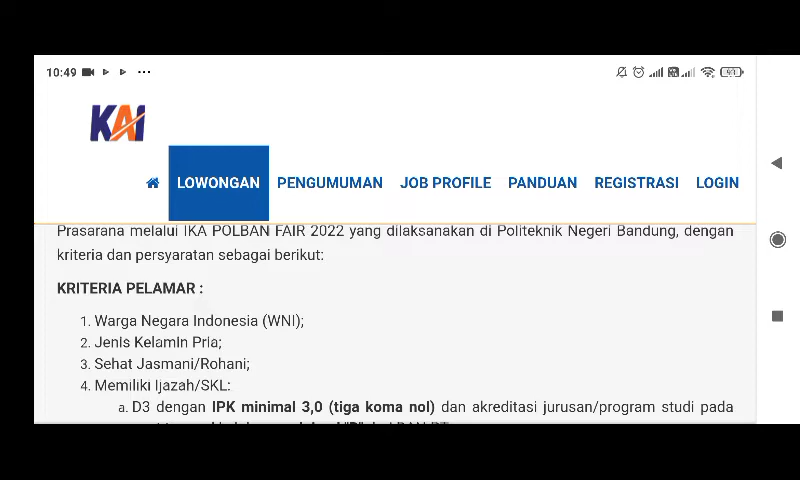 10:49
KAI
LOWONGAN PENGUMUMAN JOB PROFILE PANDUAN REGISTRASI LOGIN
Prasarana melalui IKA POLBAN FAIR 2022 yang dilaksanakan di Politeknik Negeri Bandung, dengan
kriteria dan persyaratan sebagai berikut:
KRITERIA PELAMAR :
1. Warga Negara Indonesia (WNI);
2. Jenis Kelamin Pria;
3. Sehat Jasmani/Rohani;
4. Memiliki Ijazah/SKL:
a. D3 dengan IPK minimal 3,0 (tiga koma nol) dan akreditasi jurusan/program studi pada